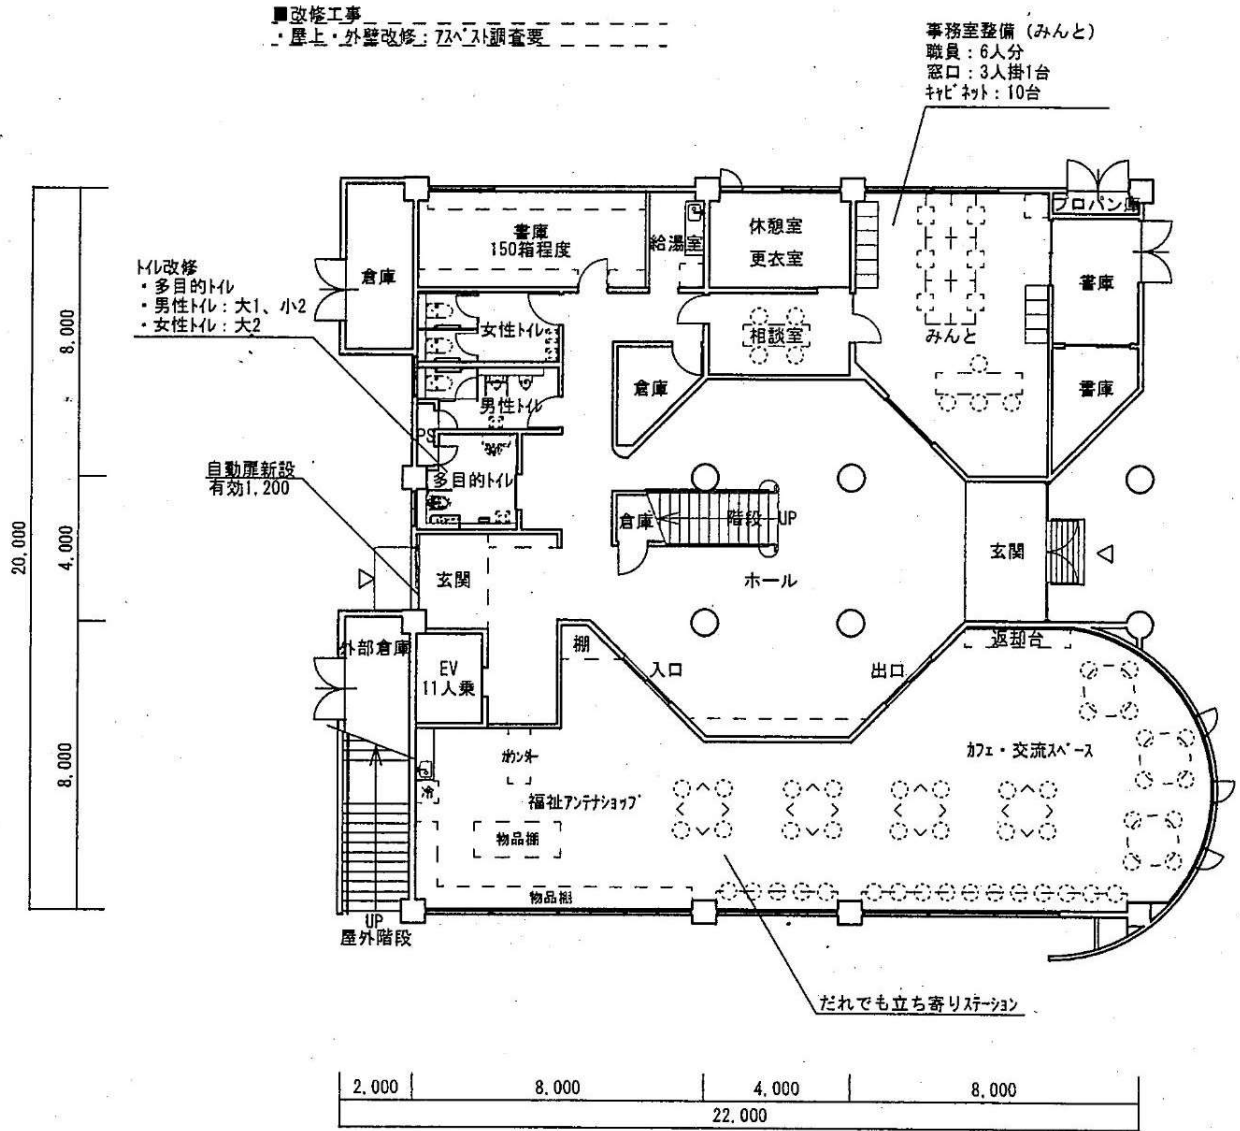 ■改修工事
・屋上・外壁改修：ｱｽﾍﾞｽﾄ調査要
事務室整備（みんと）
職員：6人分
窓口：3人掛1台
ｷｬﾋﾞﾈｯﾄ：10台
トイレ改修
・多目的トイレ
・男性トイレ：大1、小2
・女性トイレ：大2
自動扉新設
有効1,200
倉庫
書庫
150箱程度
給湯室
休憩室
更衣室
プロパン庫
書庫
書庫
女性トイレ
相談室
みんと
倉庫
男性トイレ
PS
多目的トイレ
倉庫
階段
UP
玄関
玄関
ホール
外部倉庫
EV
11人乗
棚
入口
出口
返却台
カウンター
カフェ・交流スペース
冷
福祉アンテナショップ
物品棚
物品棚
UP
屋外階段
だれでも立ち寄りステーション
8,000
4,000
8,000
20,000
2,000
8,000
4,000
8,000
22,000